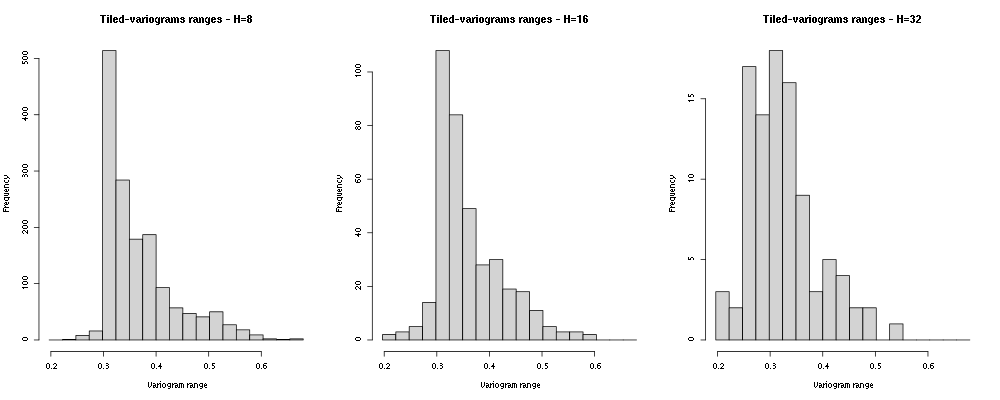 Tiled-variograms ranges - H=8
Frequency
0 100 200 300 400 500
0.2 0.3 0.4 0.5 0.6
Variogram range
Tiled-variograms ranges - H=16
Frequency
0 20 40 60 80 100
0.2 0.3 0.4 0.5 0.6
Variogram range
Tiled-variograms ranges - H=32
Frequency
0 5 10 15
0.2 0.3 0.4 0.5 0.6
Variogram range